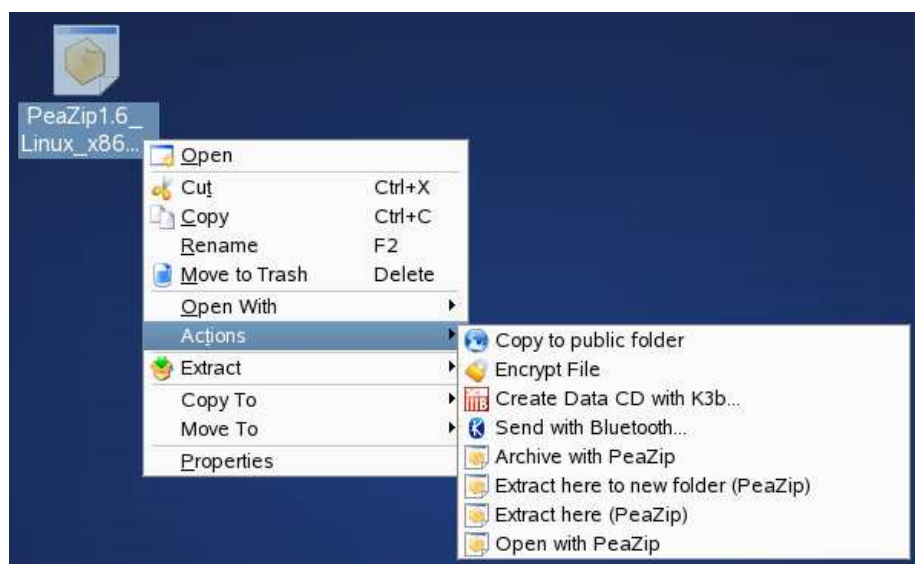 PeaZip1.6_
Linux_x86...
Open
Cut Ctrl+X
Copy Ctrl+C
Rename F2
Move to Trash Delete
Open With
Actions
Extract
Copy To
Move To
Properties
Copy to public folder
Encrypt File
Create Data CD with K3b...
Send with Bluetooth...
Archive with PeaZip
Extract here to new folder (PeaZip)
Extract here (PeaZip)
Open with PeaZip